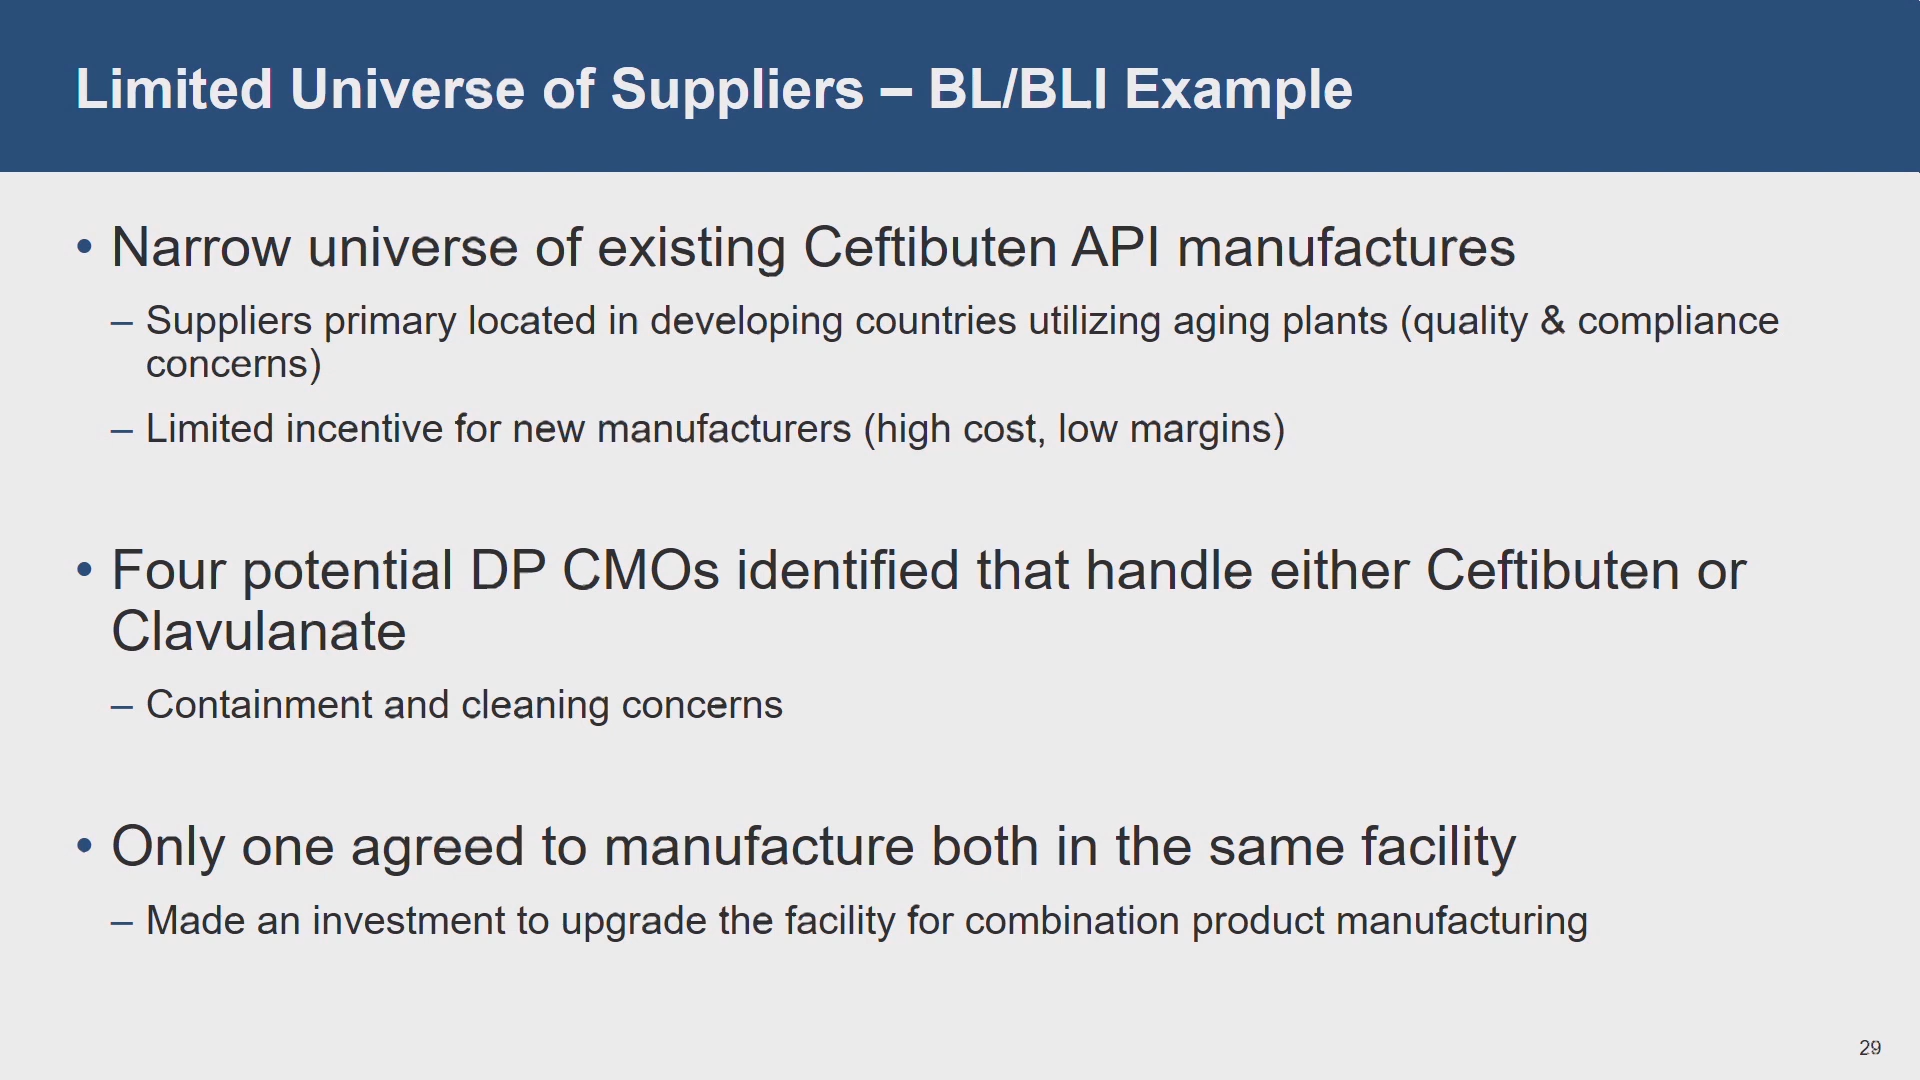 Limited Universe of Suppliers – BL/BLI Example
• Narrow universe of existing Ceftibuten API manufactures
– Suppliers primary located in developing countries utilizing aging plants (quality & compliance
concerns)
– Limited incentive for new manufacturers (high cost, low margins)
• Four potential DP CMOs identified that handle either Ceftibuten or
Clavulanate
– Containment and cleaning concerns
• Only one agreed to manufacture both in the same facility
– Made an investment to upgrade the facility for combination product manufacturing
29